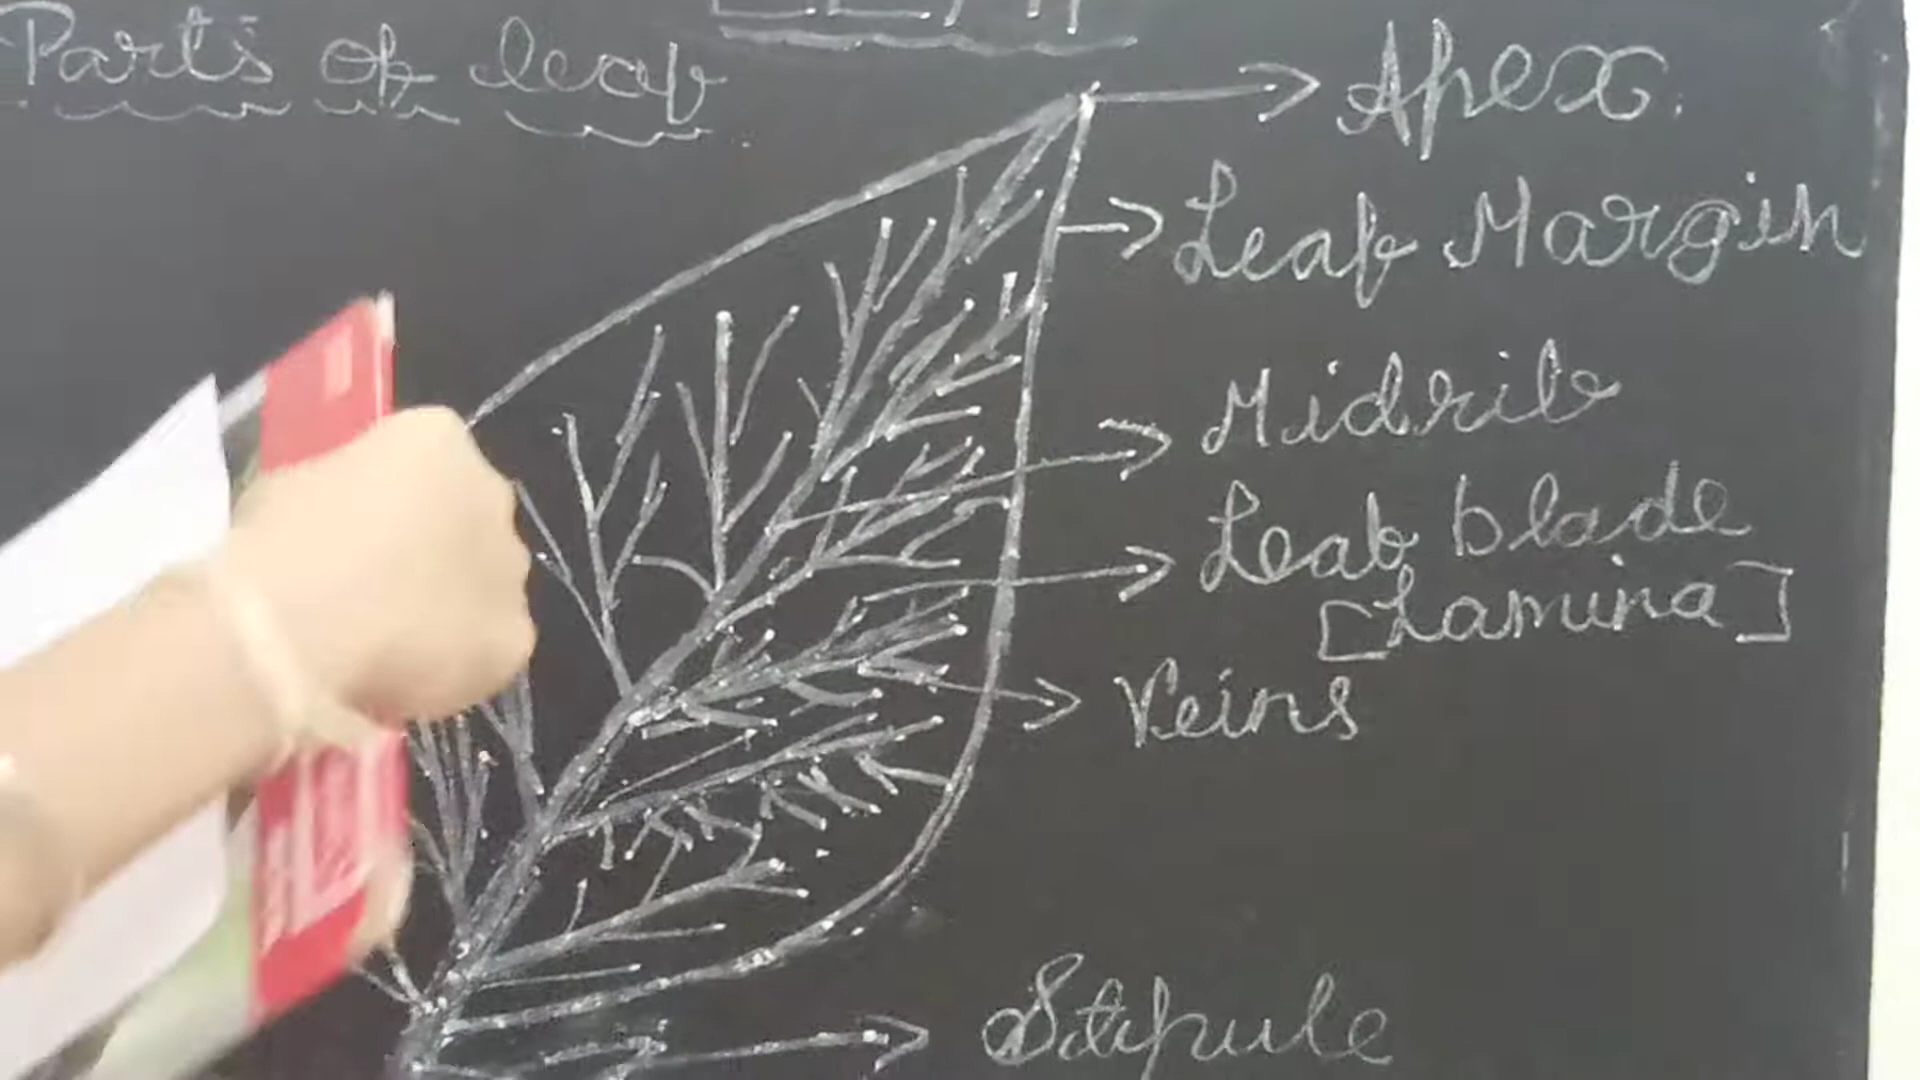 Parts of leaf
Apex
Leaf Margin
Midrib
Leaf blade
[Lamina]
Veins
Stipule